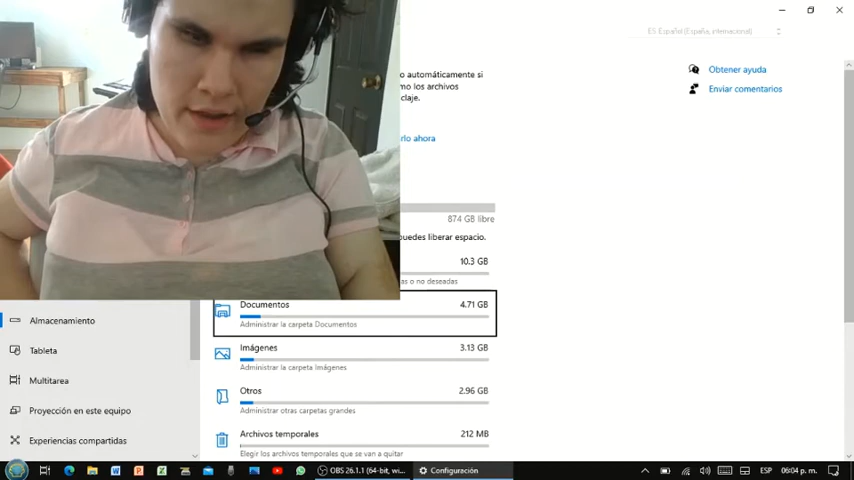 ES Español (España, internacional)
o automáticamente si
mo los archivos
claje.
Obtener ayuda
Enviar comentarios
rlo ahora
874 GB libre
puedes liberar espacio.
10.3 GB
as o no deseadas
Documentos 4.71 GB
Administrar la carpeta Documentos
Almacenamiento
Imágenes 3.13 GB
Tableta
Administrar la carpeta Imágenes
Multitarea
Otros 2.96 GB
Proyección en este equipo
Administrar otras carpetas grandes
Archivos temporales 212 MB
Experiencias compartidas
Elegir los archivos temporales que se van a quitar
OBS 26.1.1 (64-bit, wi...
Configuración
ESP
06:04 p. m.